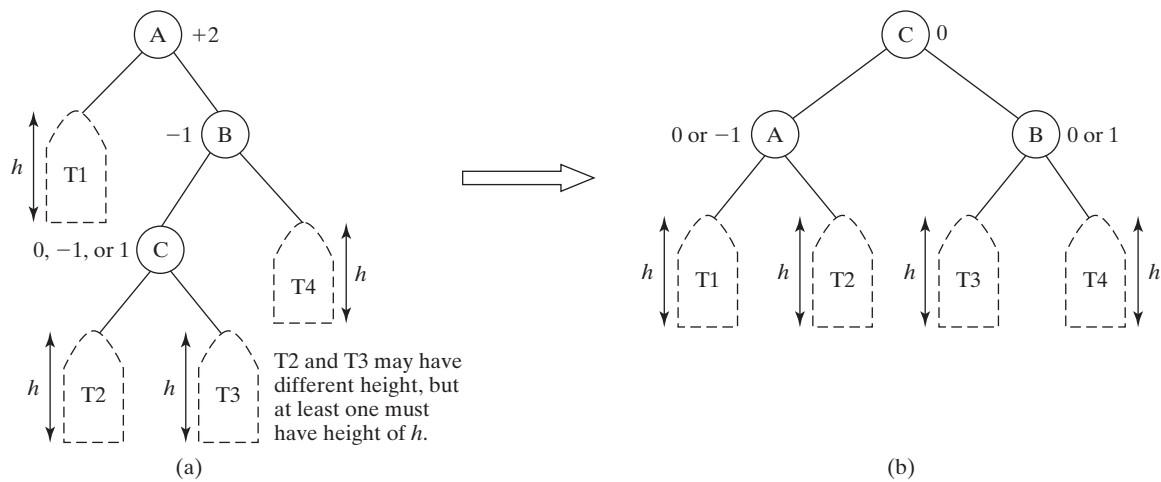 A +2
C 0
−1 B
0 or −1 A
B 0 or 1
h
T1
0, −1, or 1 C
T4
h
h
T1
h
T2
h
T3
T4
h
h
T2
h
T3
T2 and T3 may have
different height, but
at least one must
have height of h.
(a)
(b)